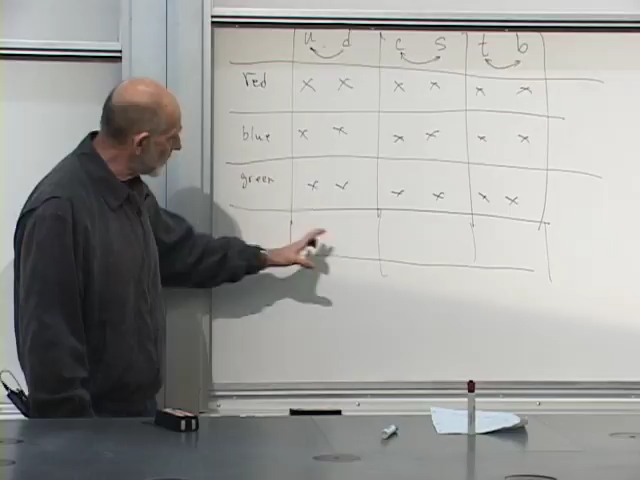 u d c s t b
red x x x x x x
blue x x x x x x
green x x x x x x